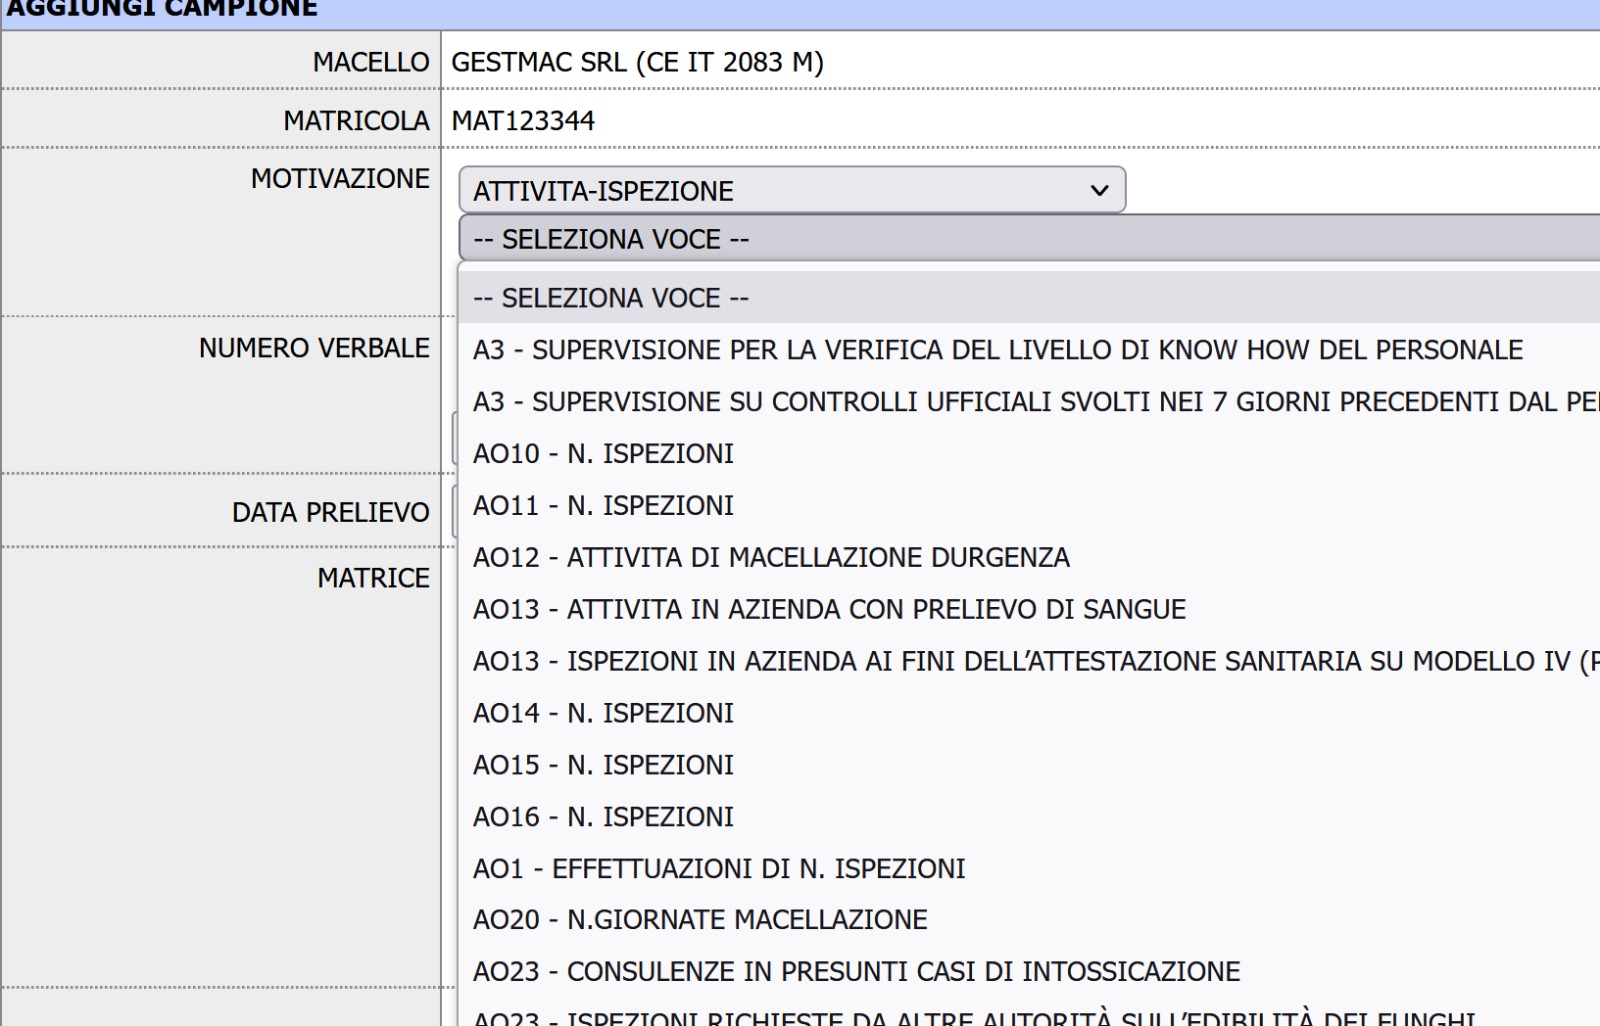 AGGIUNGI CAMPIONE
MACELLO GESTMAC SRL (CE IT 2083 M)
MATRICOLA MAT123344
MOTIVAZIONE ATTIVITA-ISPEZIONE
-- SELEZIONA VOCE --
-- SELEZIONA VOCE --
NUMERO VERBALE A3 - SUPERVISIONE PER LA VERIFICA DEL LIVELLO DI KNOW HOW DEL PERSONALE
A3 - SUPERVISIONE SU CONTROLLI UFFICIALI SVOLTI NEI 7 GIORNI PRECEDENTI DAL
AO10 - N. ISPEZIONI
DATA PRELIEVO AO11 - N. ISPEZIONI
AO12 - ATTIVITA DI MACELLAZIONE DURGENZA
MATRICE
AO13 - ATTIVITA IN AZIENDA CON PRELIEVO DI SANGUE
AO13 - ISPEZIONI IN AZIENDA AI FINI DELL’ATTESTAZIONE SANITARIA SU MODELLO IV
AO14 - N. ISPEZIONI
AO15 - N. ISPEZIONI
AO16 - N. ISPEZIONI
AO1 - EFFETTUAZIONI DI N. ISPEZIONI
AO20 - N.GIORNATE MACELLAZIONE
AO23 - CONSULENZE IN PRESUNTI CASI DI INTOSSICAZIONE
AO23 - ISPEZIONI RICHIESTE DA ALTRE AUTORITÀ SULL’EDIBILITÀ DEI FUNGHI